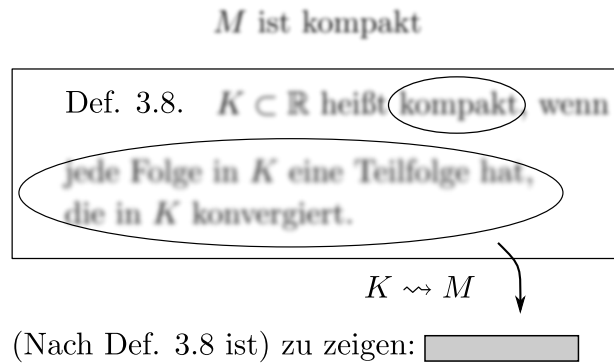 M ist kompakt
Def. 3.8. K ⊂ ℝ heißt kompakt, wenn
jede Folge in K eine Teilfolge hat,
die in K konvergiert.
K ⇝ M
(Nach Def. 3.8 ist) zu zeigen: